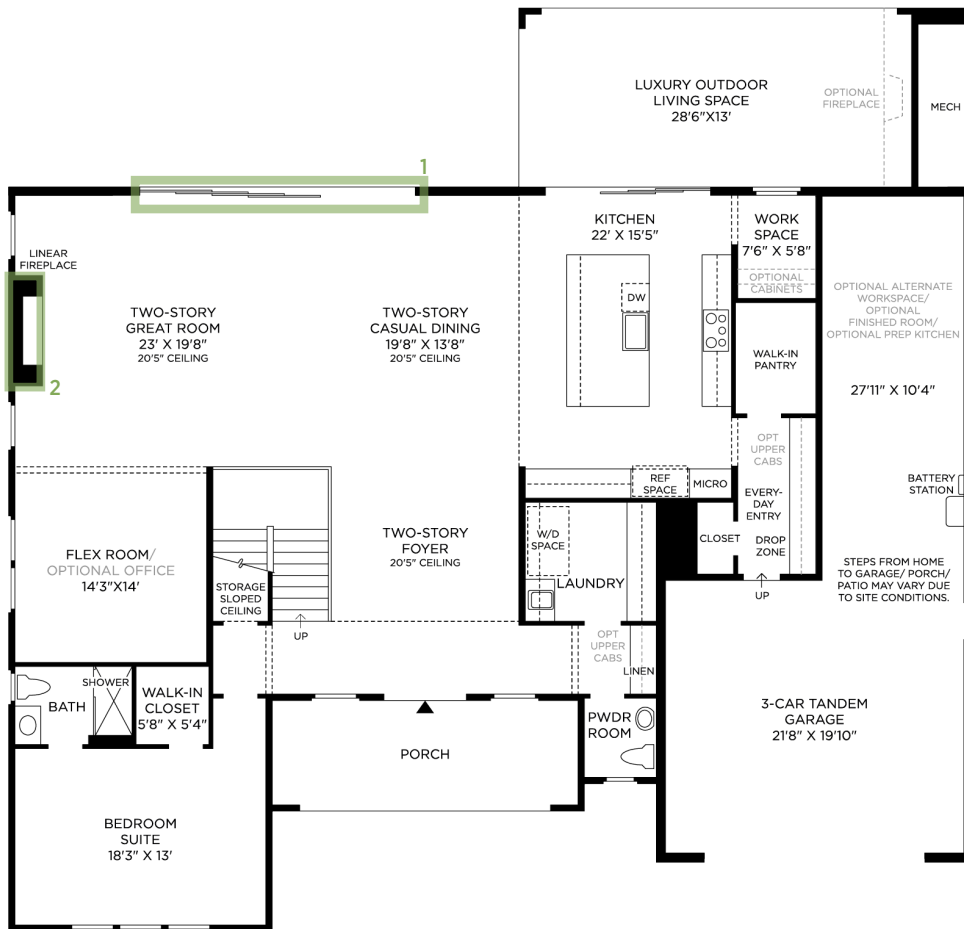 LUXURY OUTDOOR
LIVING SPACE
28'6"X13'
OPTIONAL
FIREPLACE
MECH
1
LINEAR
FIREPLACE
2
TWO-STORY
GREAT ROOM
23' X 19'8"
20'5" CEILING
TWO-STORY
CASUAL DINING
19'8" X 13'8"
20'5" CEILING
KITCHEN
22' X 15'5"
DW
WORK
SPACE
7'6" X 5'8"
OPTIONAL
CABINETS
WALK-IN
PANTRY
OPTIONAL ALTERNATE
WORKSPACE/
OPTIONAL
FINISHED ROOM/
OPTIONAL PREP KITCHEN
27'11" X 10'4"
OPT
UPPER
CABS
REF
SPACE
MICRO
EVERY-
DAY
ENTRY
BATTERY
STATION
FLEX ROOM/
OPTIONAL OFFICE
14'3"X14'
STORAGE
SLOPED
CEILING
UP
TWO-STORY
FOYER
20'5" CEILING
W/D
SPACE
LAUNDRY
CLOSET
DROP
ZONE
UP
STEPS FROM HOME
TO GARAGE/ PORCH/
PATIO MAY VARY DUE
TO SITE CONDITIONS.
OPT
UPPER
CABS
LINEN
SHOWER
BATH
WALK-IN
CLOSET
5'8" X 5'4"
PORCH
PWDR
ROOM
3-CAR TANDEM
GARAGE
21'8" X 19'10"
BEDROOM
SUITE
18'3" X 13'